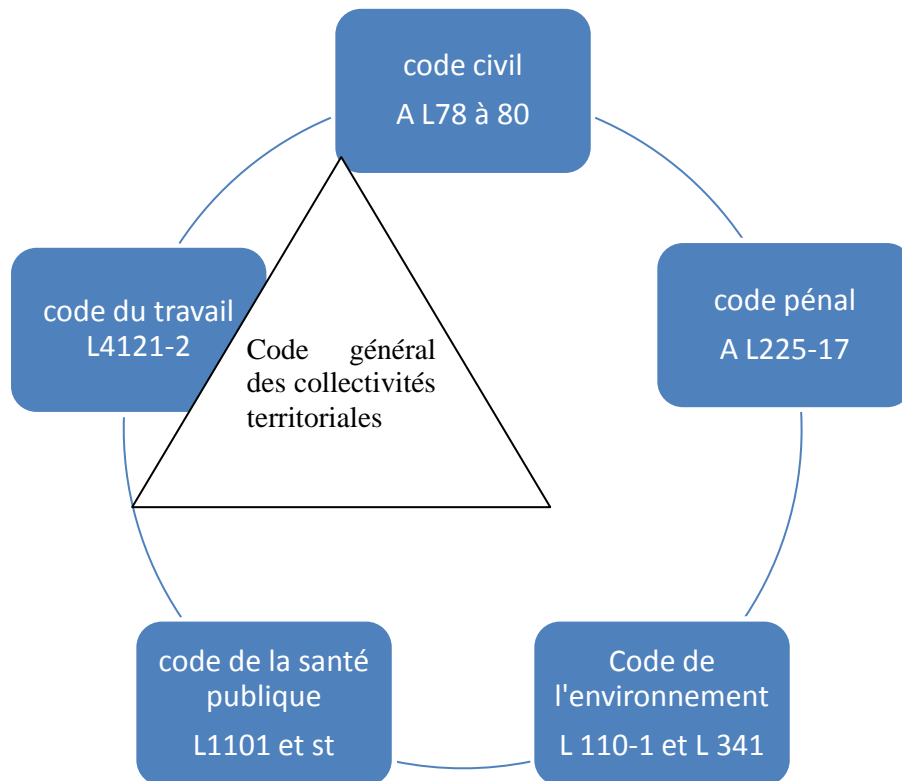 code civil
A L78 à 80
code pénal
A L225-17
Code de
l'environnement
L 110-1 et L 341
code de la santé
publique
L1101 et st
code du travail
L4121-2
Code général
des collectivités
territoriales